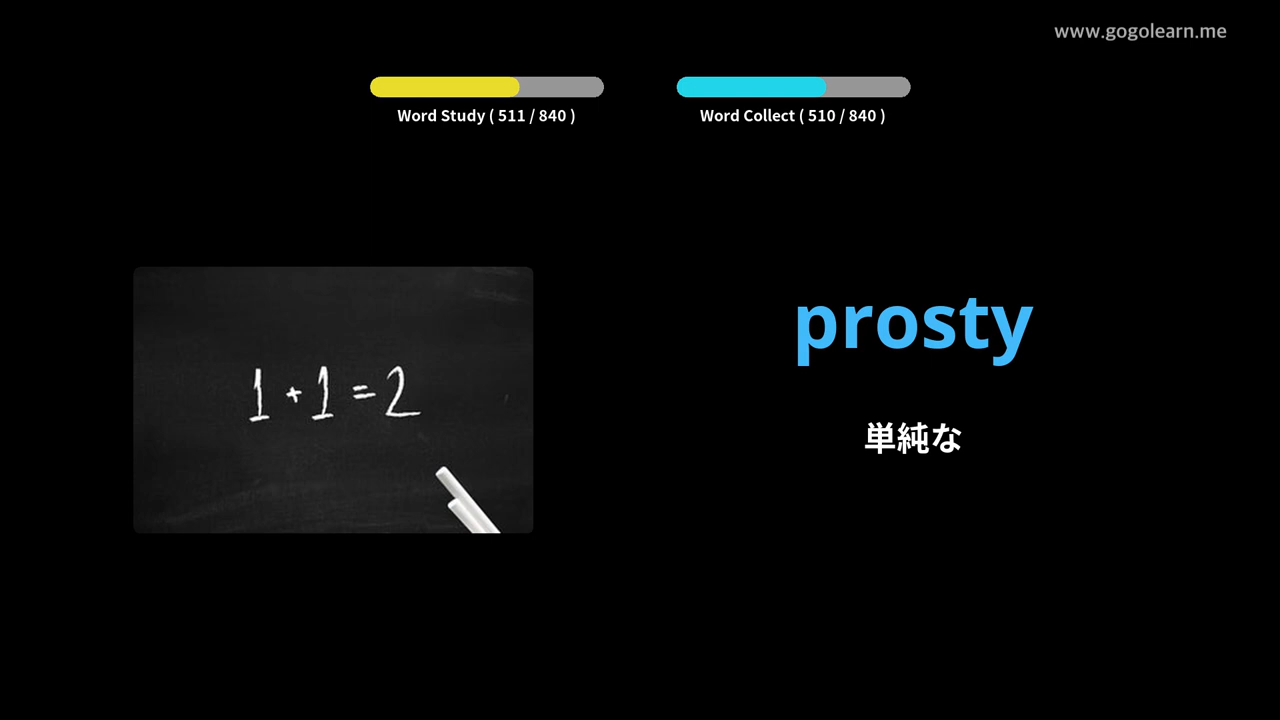 www.gogolearn.me
Word Study ( 511 / 840 )
Word Collect ( 510 / 840 )
1 + 1 = 2
prosty
単純な